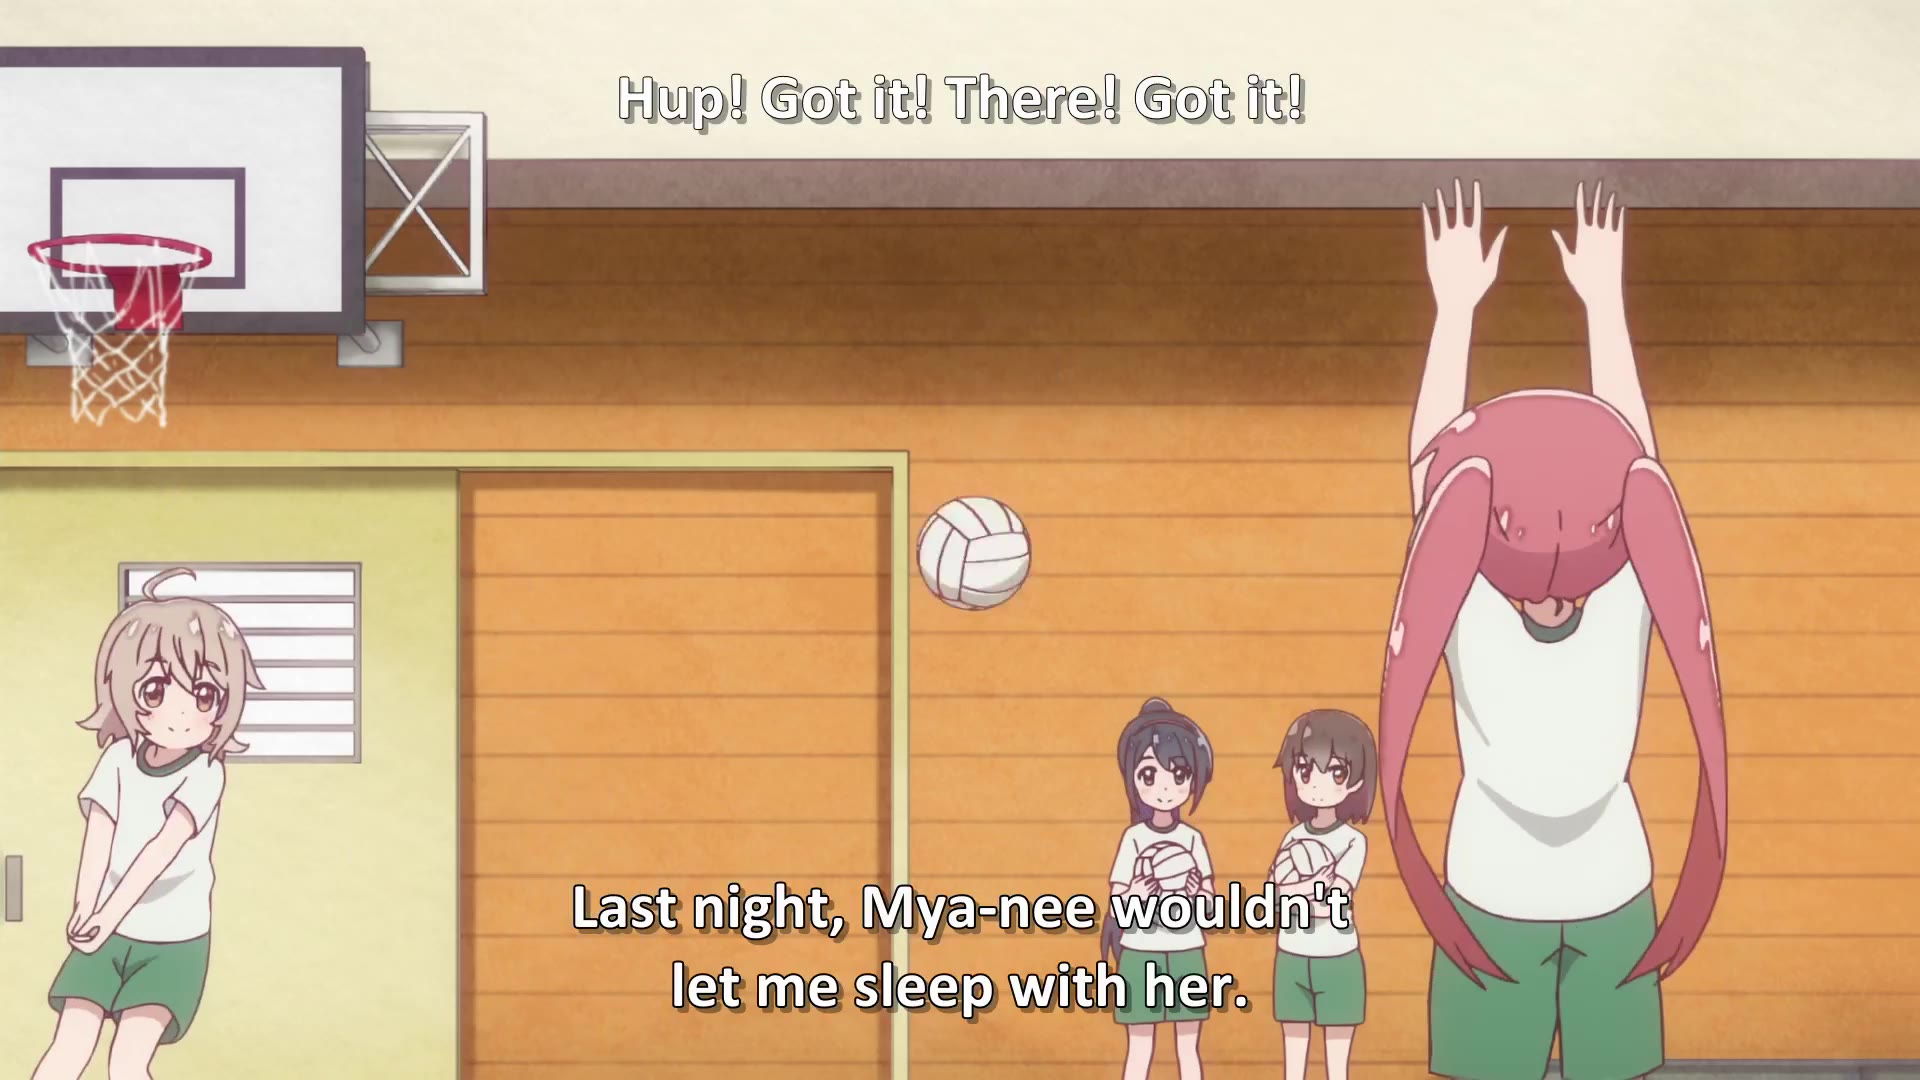 Hup! Got it! There! Got it!
Last night, Mya-nee wouldn't
let me sleep with her.